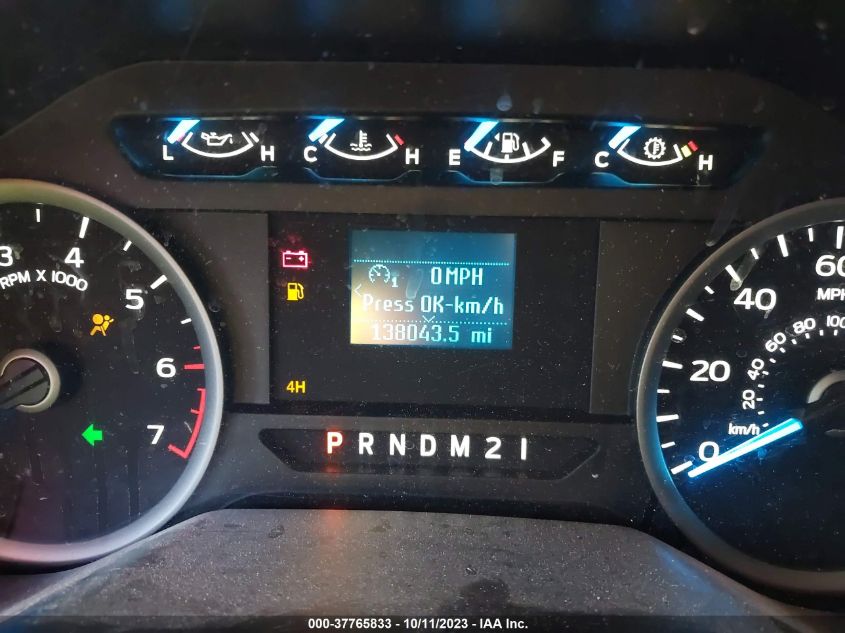 L H C H E F C H
3 4 5 6 7
RPM X 1000
0 MPH
1
Press OK-km/h
138043.5 mi
4H
P R N D M 2 1
0 20 40 60
MPH
20 40 60 80 100
km/h
000-37765833 - 10/11/2023 - IAA Inc.